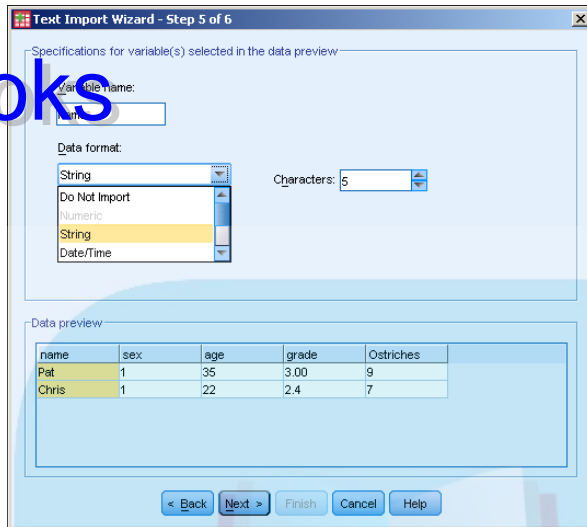 Text Import Wizard - Step 5 of 6
Specifications for variable(s) selected in the data preview
oks
Variable name:
name
Data format:
String
Characters: 5
Do Not Import
Numeric
String
Date/Time
Data preview
name sex age grade Ostriches
Pat 1 35 3.00 9
Chris 1 22 2.4 7
< Back Next > Finish Cancel Help